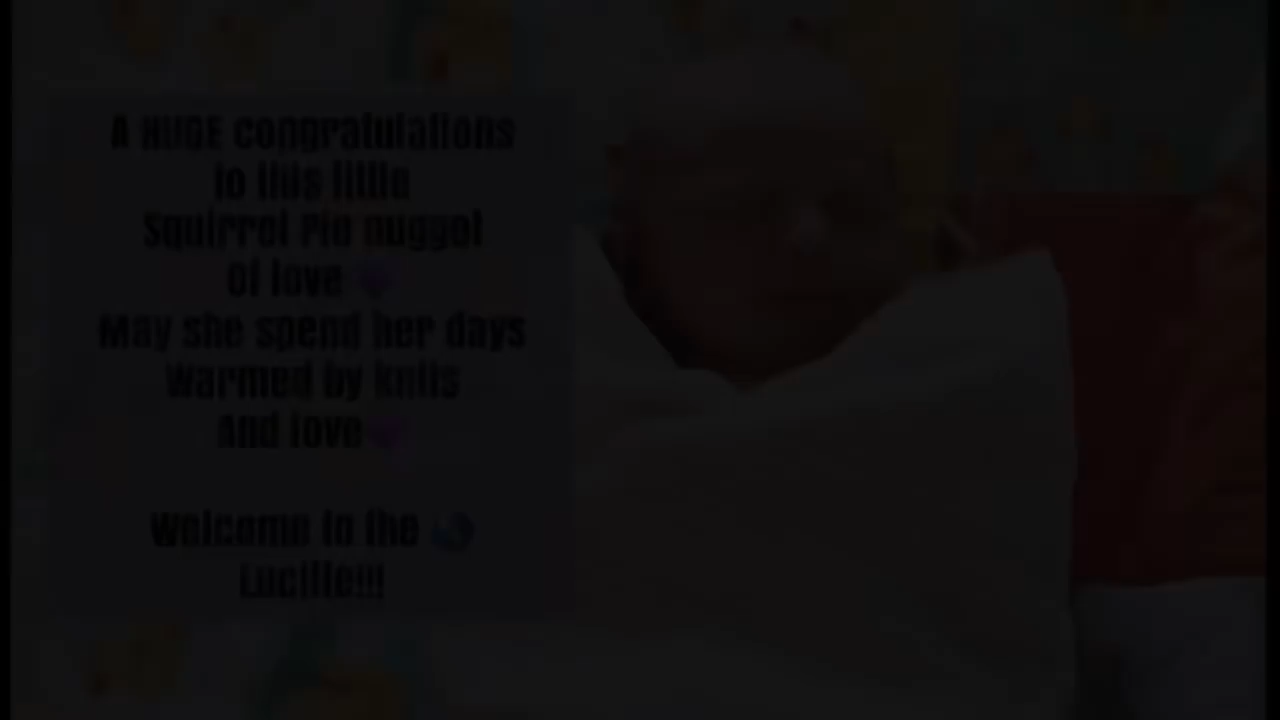 A HUGE congratulations
to this little
Squirrel Pie nugget
Of love 💜
May she spend her days
Warmed by knits
And love💜
Welcome to the 🌎
Lucille!!!